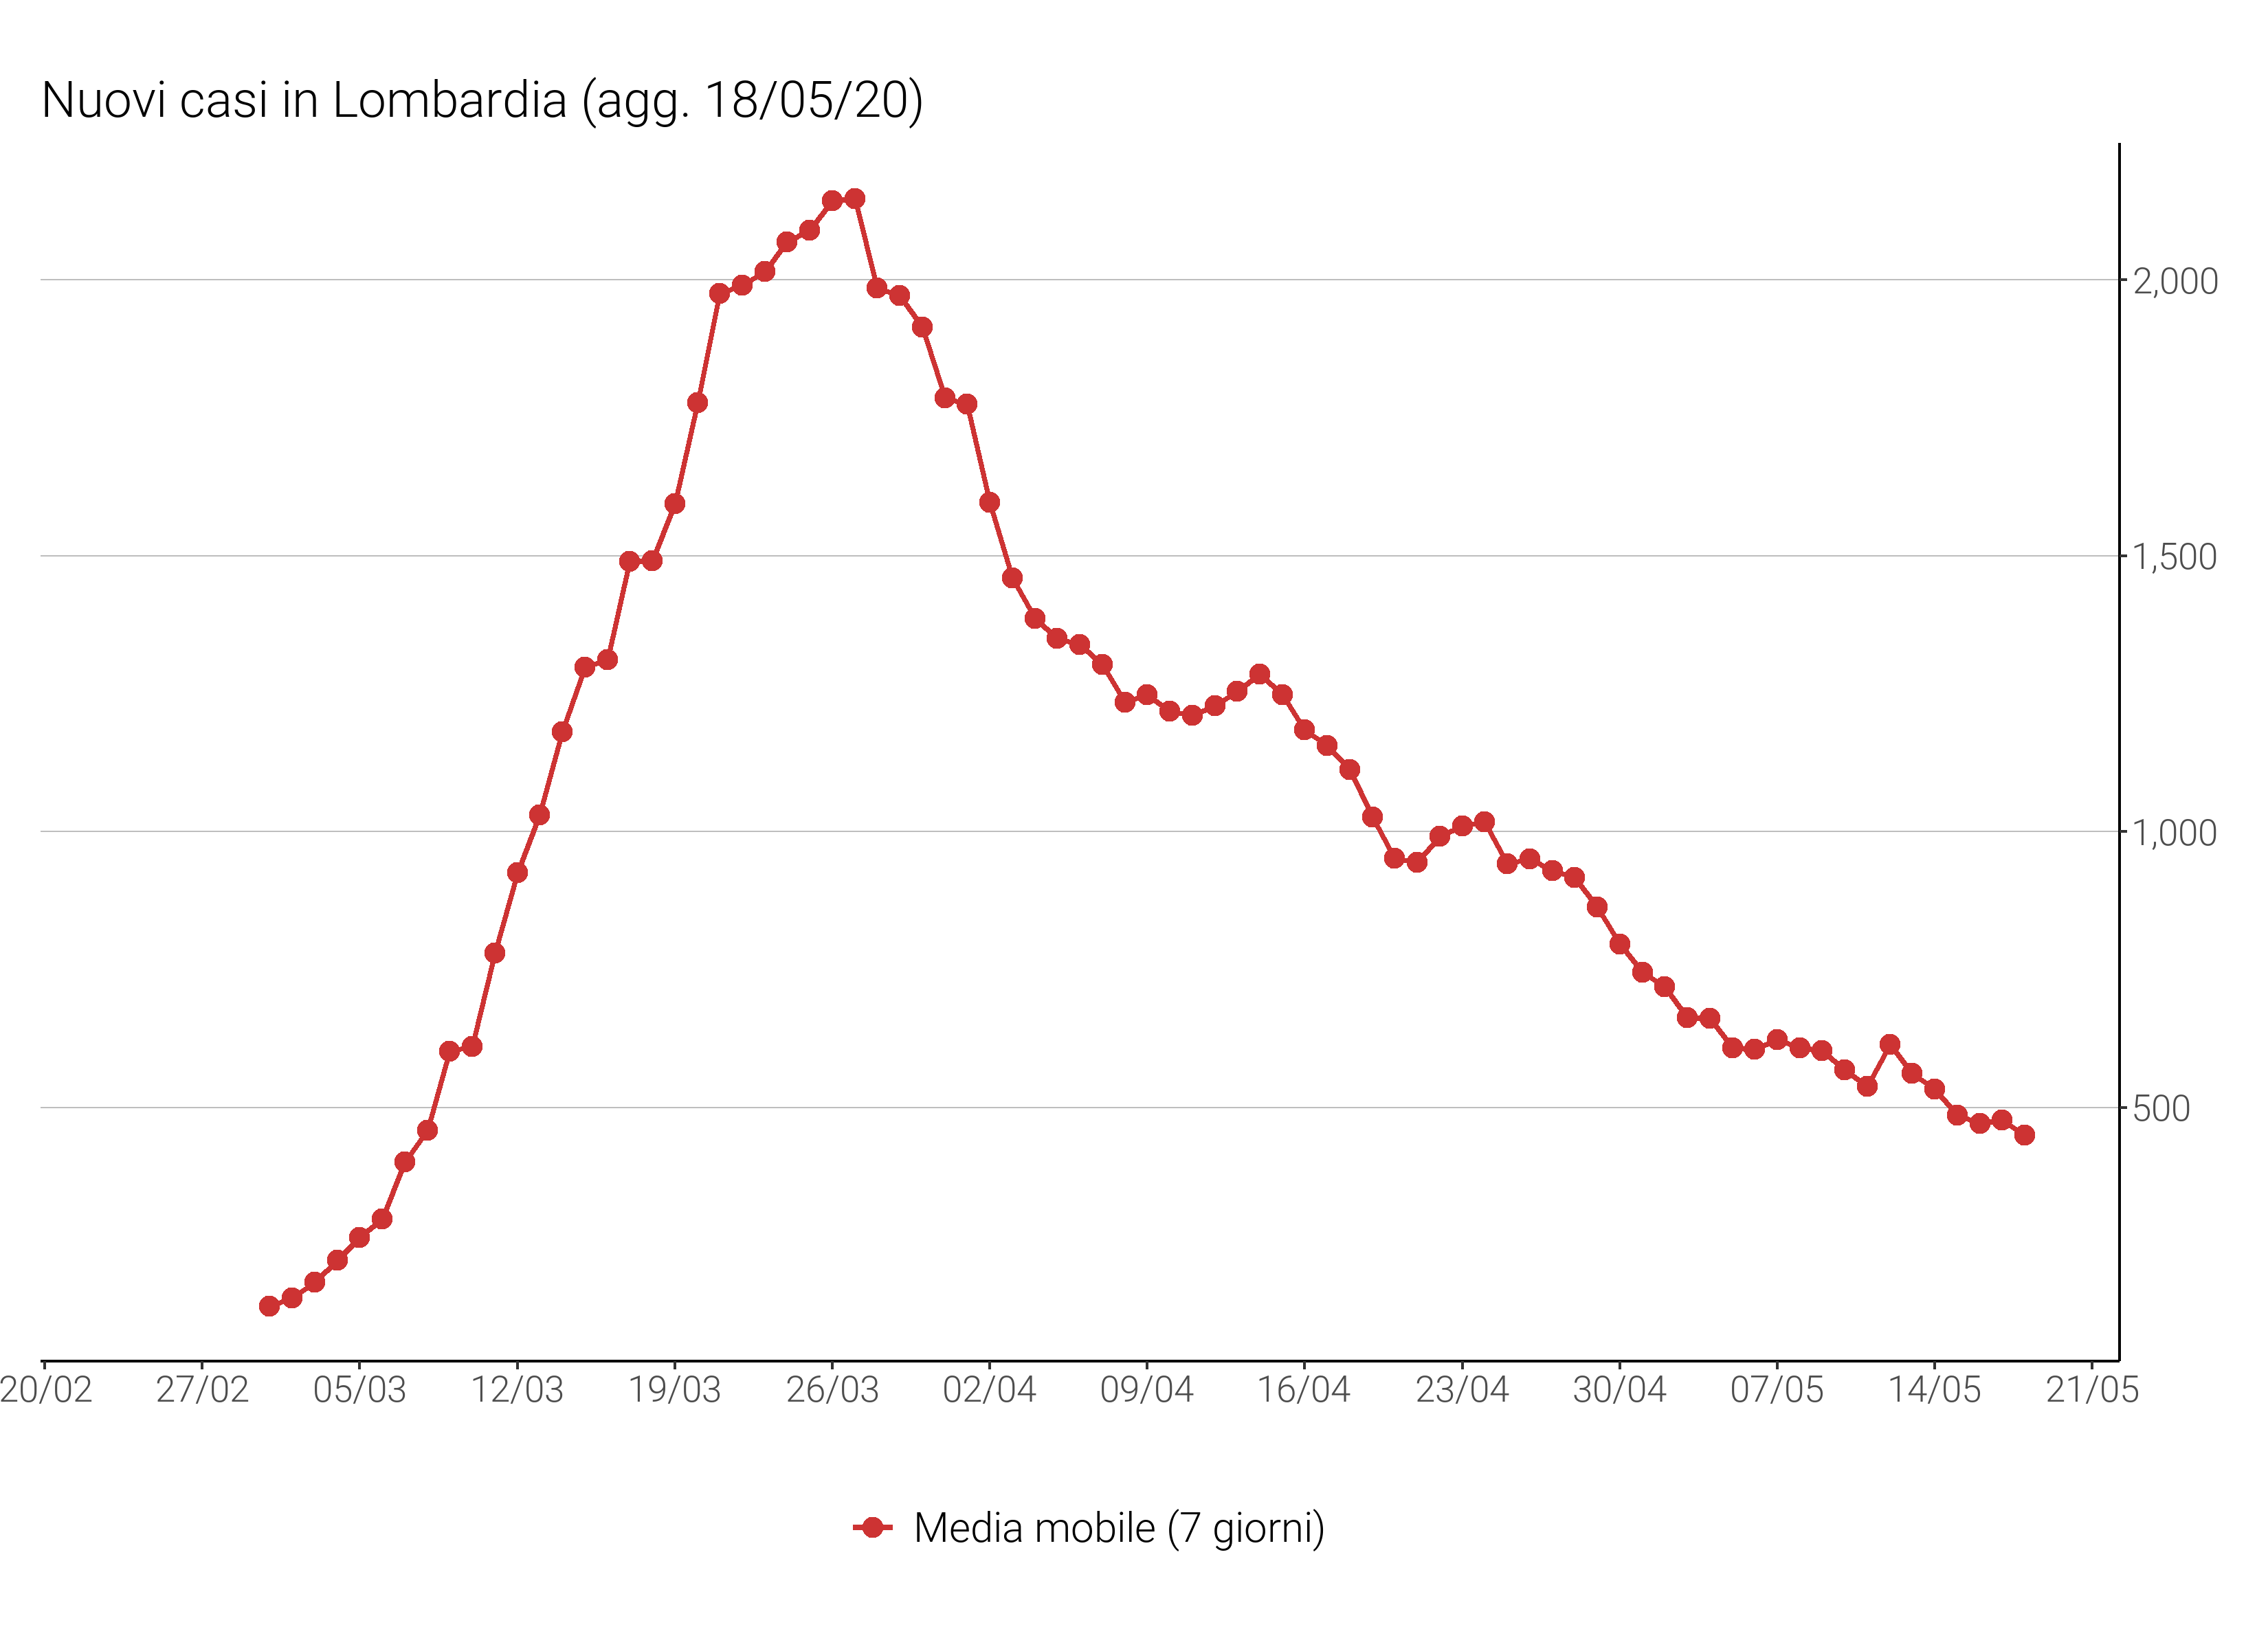 Nuovi casi in Lombardia (agg. 18/05/20)
2,000
1,500
1,000
500
20/02 27/02 05/03 12/03 19/03 26/03 02/04 09/04 16/04 23/04 30/04 07/05 14/05 21/05
Media mobile (7 giorni)